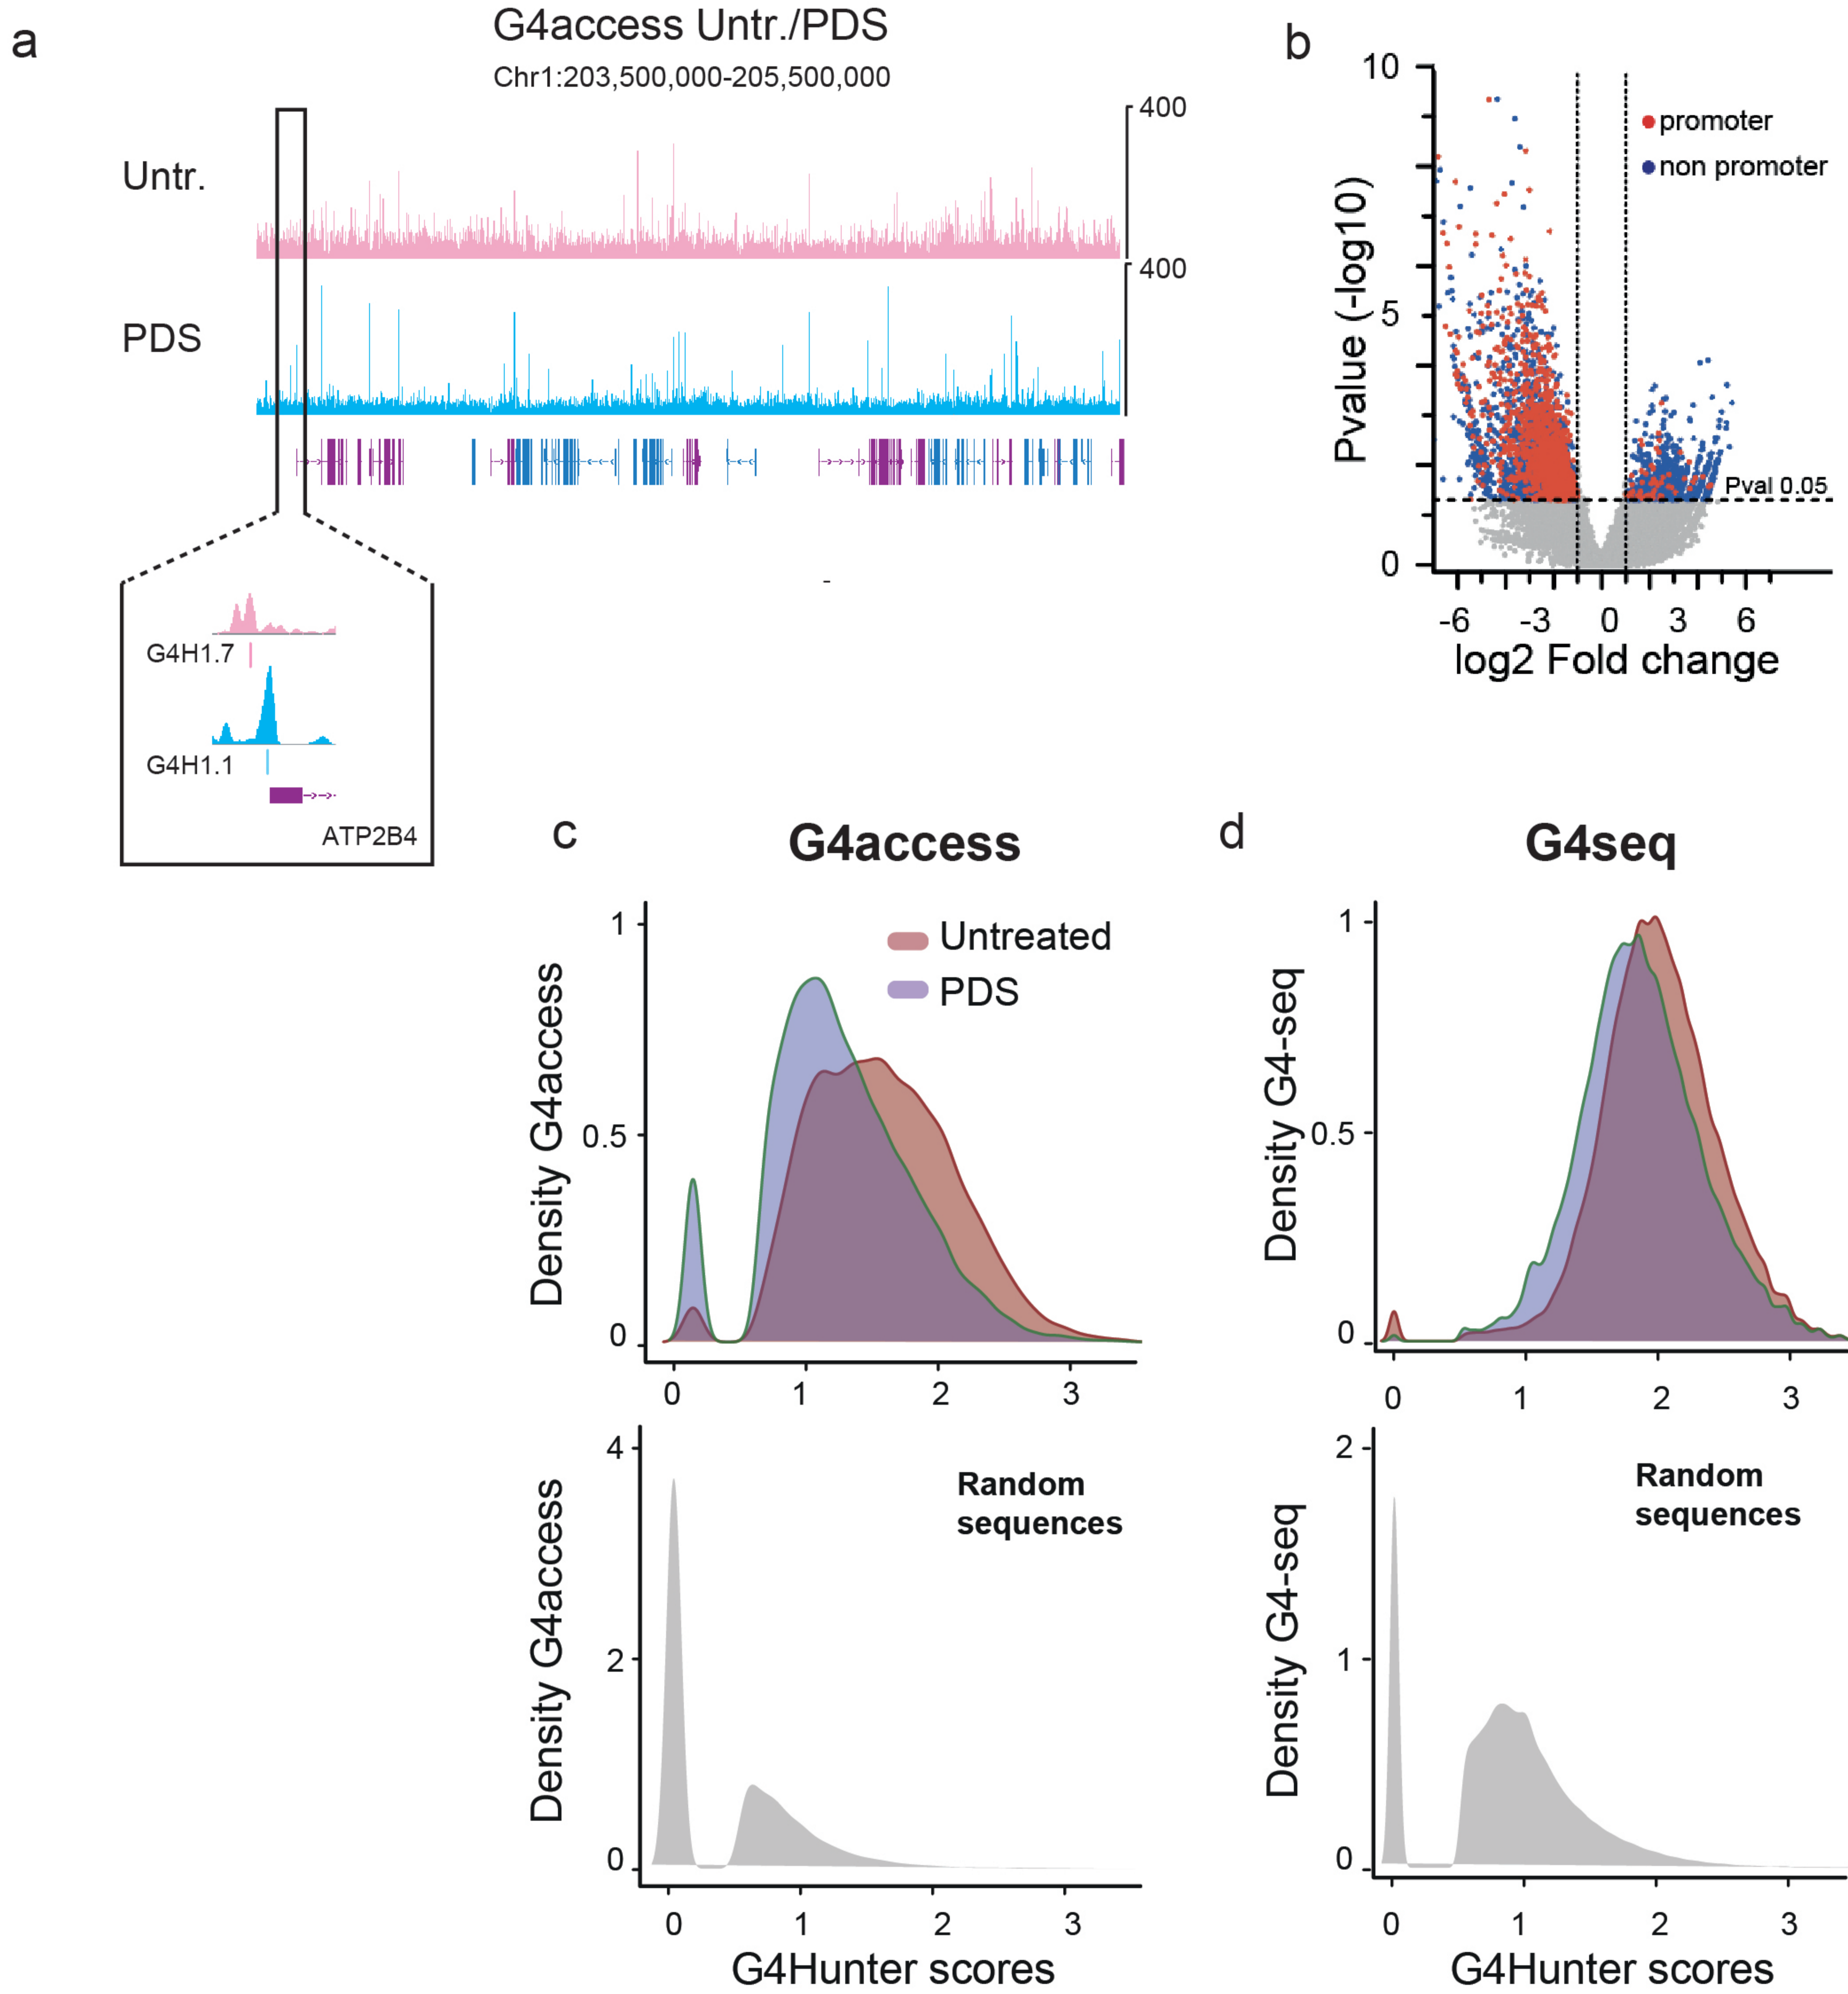 a
G4access Untr./PDS
Chr1:203,500,000-205,500,000
400
Untr.
400
PDS
G4H1.7
G4H1.1
ATP2B4
b
10
5
0
Pvalue (-log10)
promoter
non promoter
Pval 0.05
-6 -3 0 3 6
log2 Fold change
c
G4access
1
0.5
0
Density G4access
Untreated
PDS
0 1 2 3
4
2
0
Density G4access
Random
sequences
0 1 2 3
G4Hunter scores
d
G4seq
1
0.5
0
Density G4-seq
0 1 2 3
2
1
0
Density G4-seq
Random
sequences
0 1 2 3
G4Hunter scores